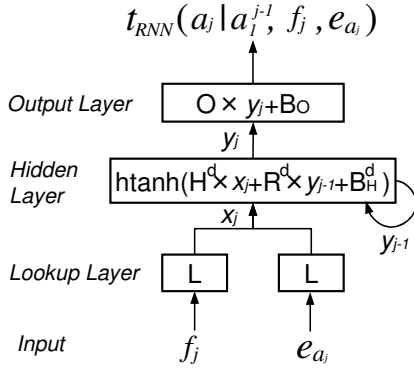 t_RNN(a_j|a_1^{j-1}, f_j, e_{a_j})
Output Layer O × y_j+B_O
y_j
Hidden Layer htanh(H^d × x_j+R^d × y_{j-1}+B_H^d)
x_j y_{j-1}
Lookup Layer L L
Input f_j e_{a_j}